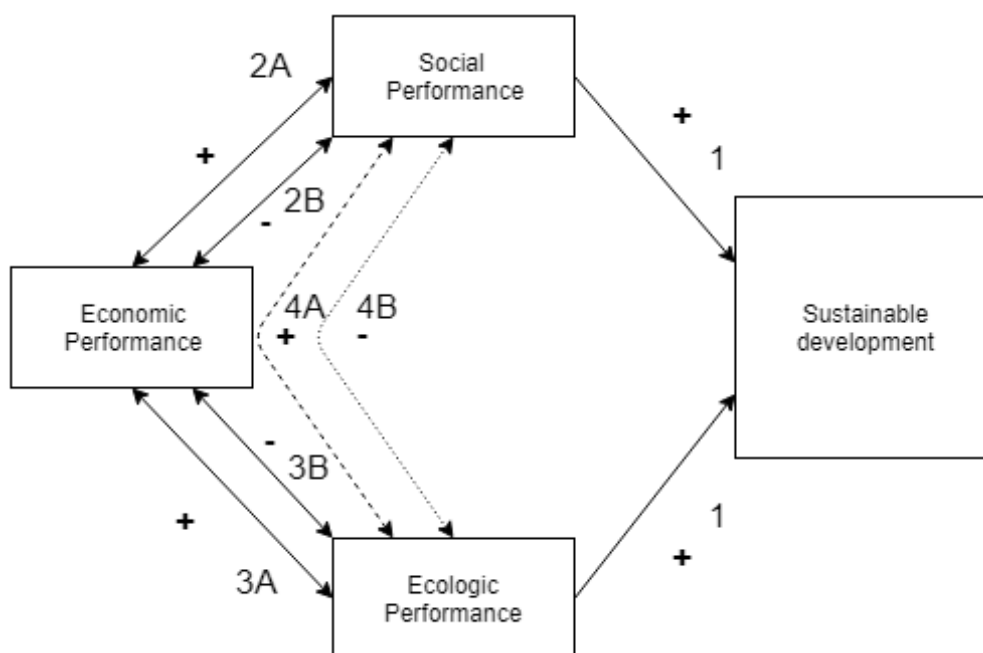 2A
Social
Performance
+
1
+
2B
-
Economic
Performance
4A
4B
+
-
Sustainable
development
-
3B
+
3A
1
+
Ecologic
Performance